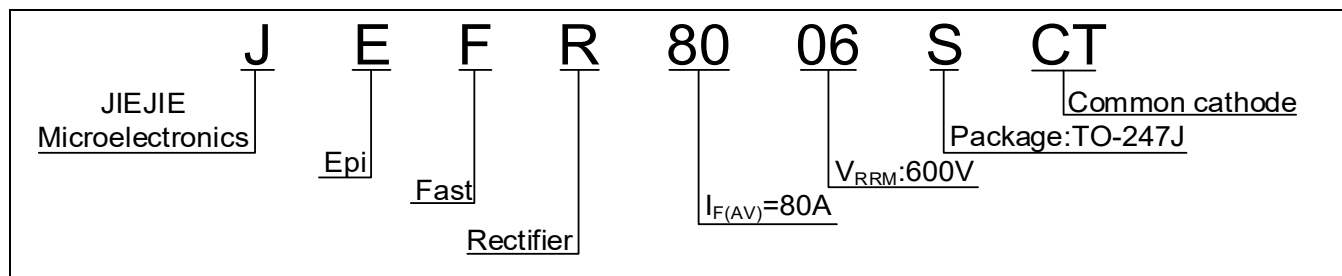 J E F R 80 06 S CT
JIEJIE
Microelectronics
Common cathode
Package:TO-247J
Epi
VRRM:600V
Fast
IF(AV)=80A
Rectifier